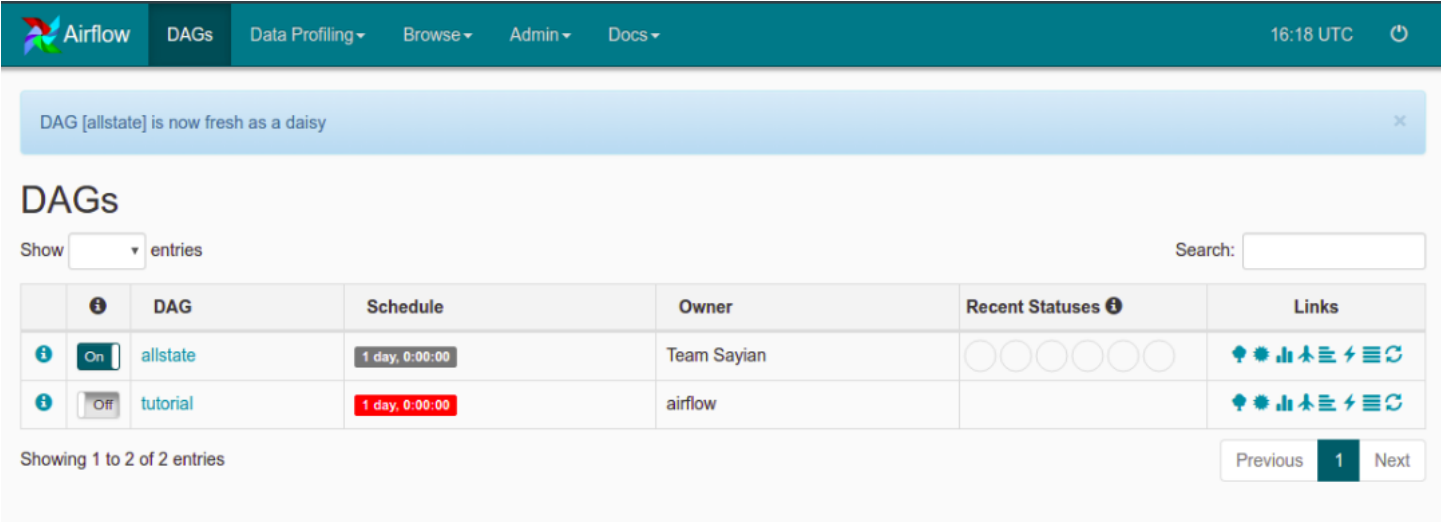 Airflow DAGs Data Profiling Browse Admin Docs 16:18 UTC
DAG [allstate] is now fresh as a daisy ×
DAGs
Show entries Search:
DAG Schedule Owner Recent Statuses Links
On allstate 1 day, 0:00:00 Team Sayian
Off tutorial 1 day, 0:00:00 airflow
Showing 1 to 2 of 2 entries Previous 1 Next